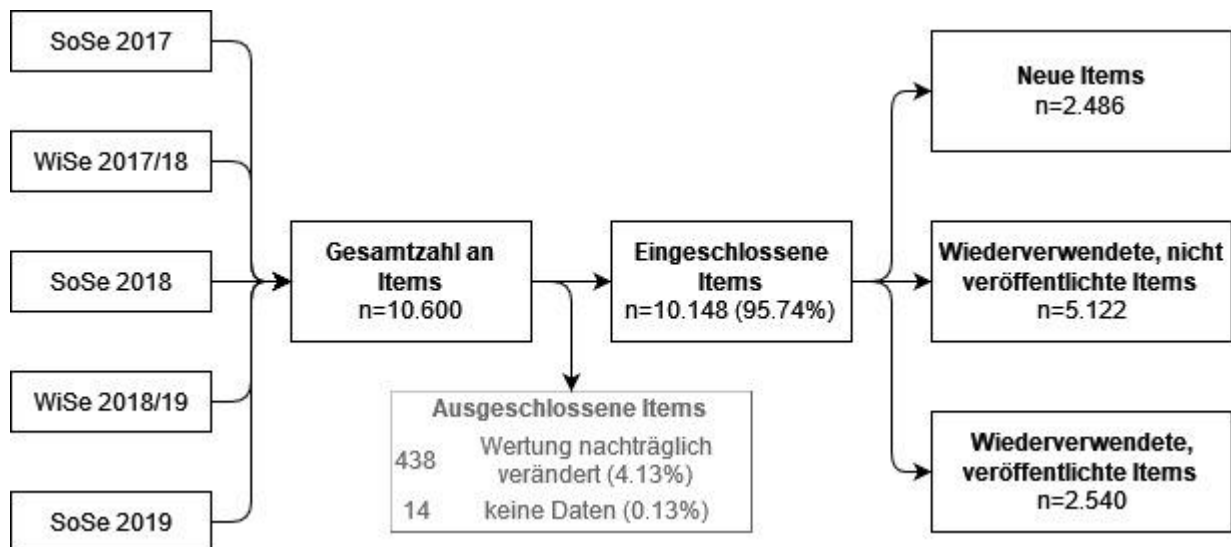 SoSe 2017
WiSe 2017/18
SoSe 2018
WiSe 2018/19
SoSe 2019
Gesamtzahl an
Items
n=10.600
Ausgeschlossene Items
438 Wertung nachträglich
verändert (4.13%)
14 keine Daten (0.13%)
Eingeschlossene
Items
n=10.148 (95.74%)
Neue Items
n=2.486
Wiederverwendete, nicht
veröffentlichte Items
n=5.122
Wiederverwendete,
veröffentlichte Items
n=2.540